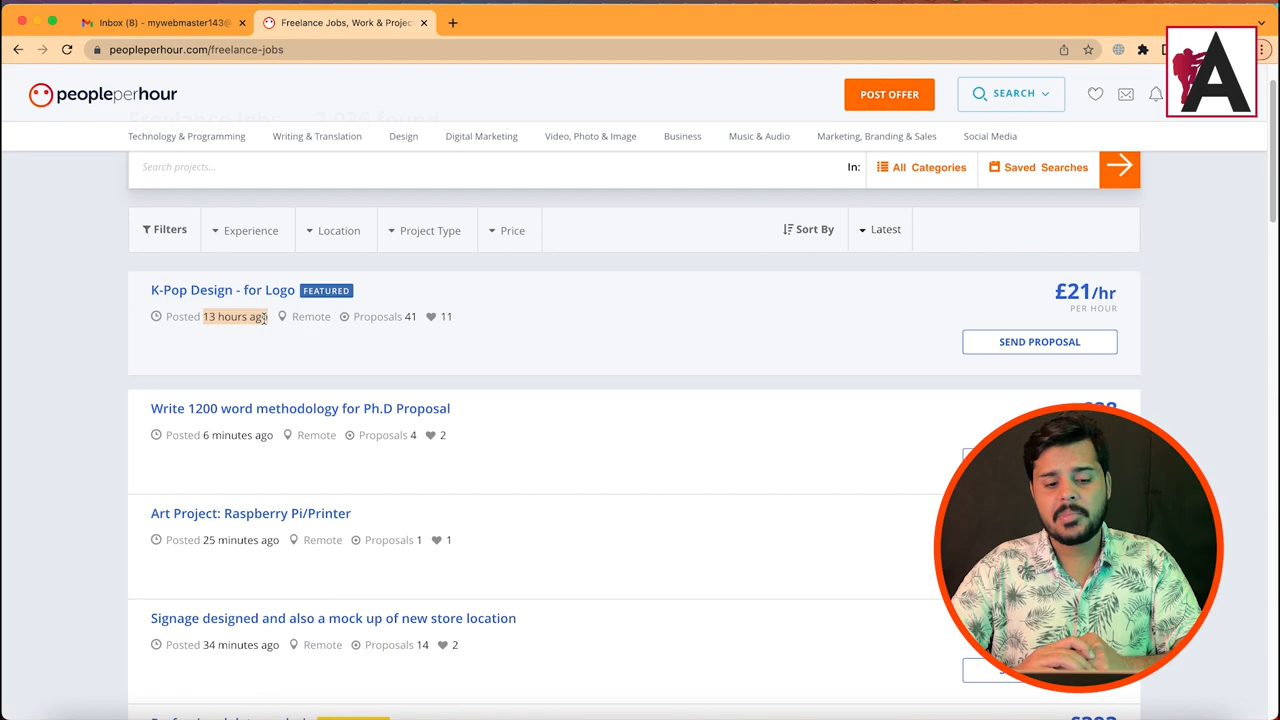 Inbox (8) - mywebmaster143@
Freelance Jobs, Work & Projec
peopleperhour.com/freelance-jobs
peopleperhour
POST OFFER
SEARCH
A
Technology & Programming
Writing & Translation
Design
Digital Marketing
Video, Photo & Image
Business
Music & Audio
Marketing, Branding & Sales
Social Media
Search projects...
In:
All Categories
Saved Searches
Filters
Experience
Location
Project Type
Price
Sort By
Latest
K-Pop Design - for Logo FEATURED
£21/hr
PER HOUR
Posted 13 hours ago Remote Proposals 41 11
SEND PROPOSAL
Write 1200 word methodology for Ph.D Proposal
Posted 6 minutes ago Remote Proposals 4 2
Art Project: Raspberry Pi/Printer
Posted 25 minutes ago Remote Proposals 1 1
Signage designed and also a mock up of new store location
Posted 34 minutes ago Remote Proposals 14 2